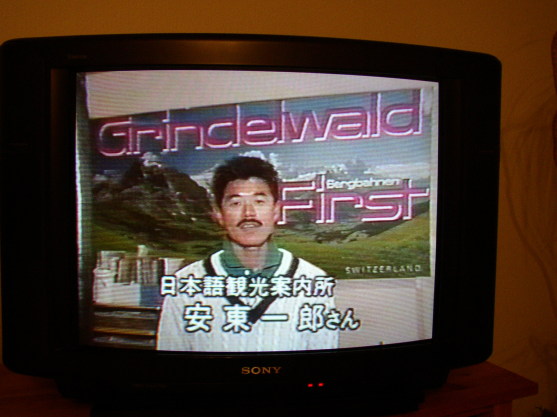 Grindelwald
Bergbahnen
First
SWITZERLAND
日本語観光案内所
安東一郎さん
SONY